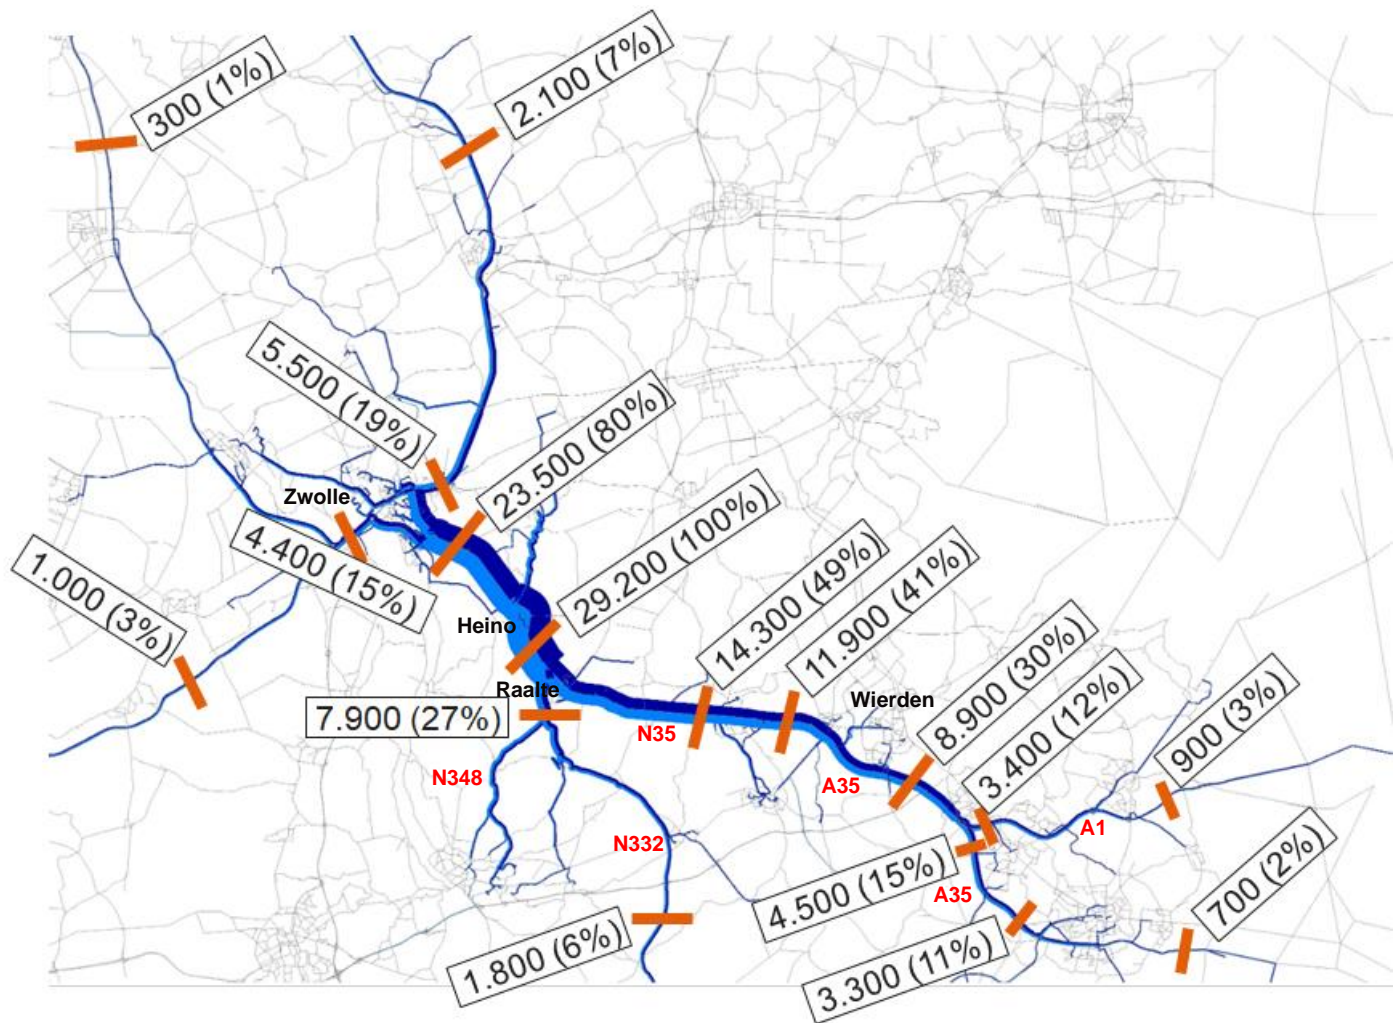 300 (1%)
2.100 (7%)
5.500 (19%)
23.500 (80%)
Zwolle
4.400 (15%)
29.200 (100%)
1.000 (3%)
Heino
14.300 (49%)
11.900 (41%)
Raalte
7.900 (27%)
Wierden
8.900 (30%)
N35
3.400 (12%)
900 (3%)
N348
A35
A1
N332
4.500 (15%)
A35
700 (2%)
1.800 (6%)
3.300 (11%)